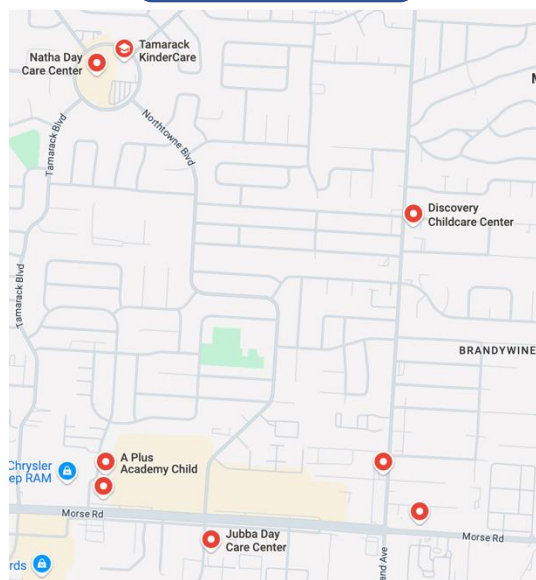 Natha Day
Care Center
Tamarack
KinderCare
Tamarack Blvd
Northtowne Blvd
M
Discovery
Childcare Center
Tamarack Blvd
BRANDYWINE
A Plus
Academy Child
Chrysler
ep RAM
Morse Rd
Jubba Day
Care Center
Morse Rd
and Ave
rds